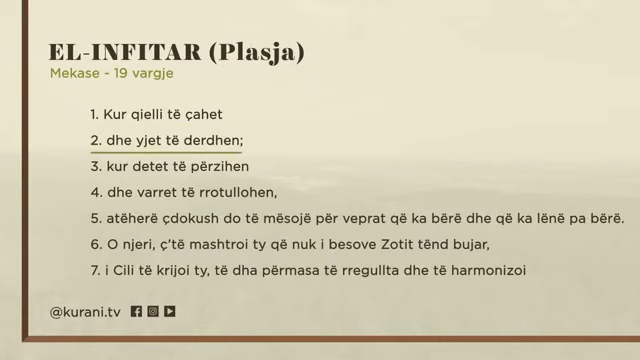 EL-INFITAR (Plasja)
Mekase - 19 vargje
1. Kur qielli të çahet
2. dhe yjet të derdhen;
3. kur detet të përzihen
4. dhe varret të rrotullohen,
5. atëherë çdokush do të mësojë për veprat që ka bërë dhe që ka lënë pa bërë.
6. O njeri, ç'të mashtroi ty që nuk i besove Zotit tënd bujar,
7. i Cili të krijoi ty, të dha përmasa të rregullta dhe të harmonizoi
@kurani.tv